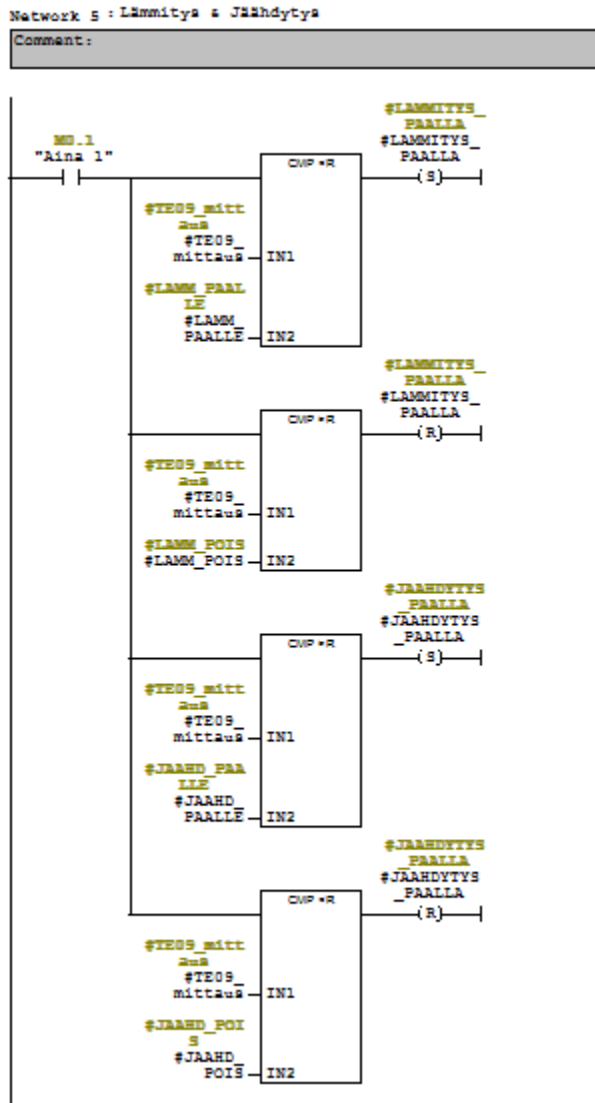 Network 5 : Lämmitys & Jäähdytys
Comment:
#LAMMITYS_
PAALLA
#LAMMITYS_
PAALLA
M0.1
"Aina 1"
CMP
(S)
#TE09_mitt
aus
#TE09_
mittaus
IN1
#LAMM_PAAL
LE
#LAMM_
PAALLE
IN2
#LAMMITYS_
PAALLA
#LAMMITYS_
PAALLA
CMP
(R)
#TE09_mitt
aus
#TE09_
mittaus
IN1
#LAMM_POIS
#LAMM_POIS
IN2
#JAAHDYTYS
_PAALLA
#JAAHDYTYS
_PAALLA
CMP
(S)
#TE09_mitt
aus
#TE09_
mittaus
IN1
#JAAHD_PAA
LLE
#JAAHD_
PAALLE
IN2
#JAAHDYTYS
_PAALLA
#JAAHDYTYS
_PAALLA
CMP
(R)
#TE09_mitt
aus
#TE09_
mittaus
IN1
#JAAHD_POI
S
#JAAHD_
POIS
IN2